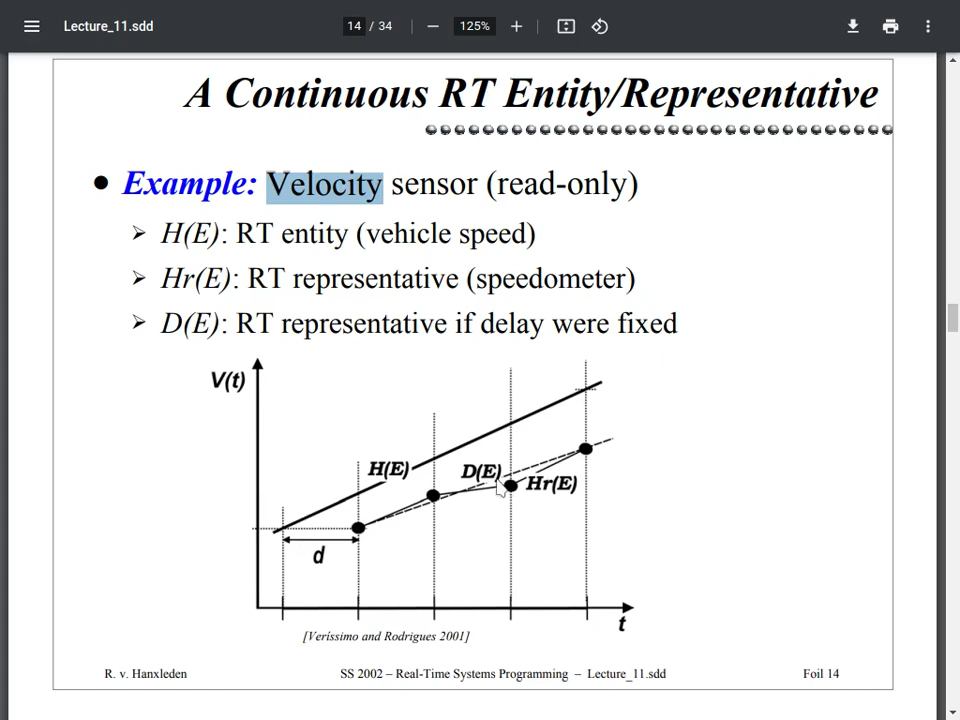 Lecture_11.sdd
14 / 34
125%
A Continuous RT Entity/Representative
• Example: Velocity sensor (read-only)
➢ H(E): RT entity (vehicle speed)
➢ Hr(E): RT representative (speedometer)
➢ D(E): RT representative if delay were fixed
V(t)
H(E)
D(E)
Hr(E)
d
t
[Veríssimo and Rodrigues 2001]
R. v. Hanxleden
SS 2002 – Real-Time Systems Programming – Lecture_11.sdd
Foil 14